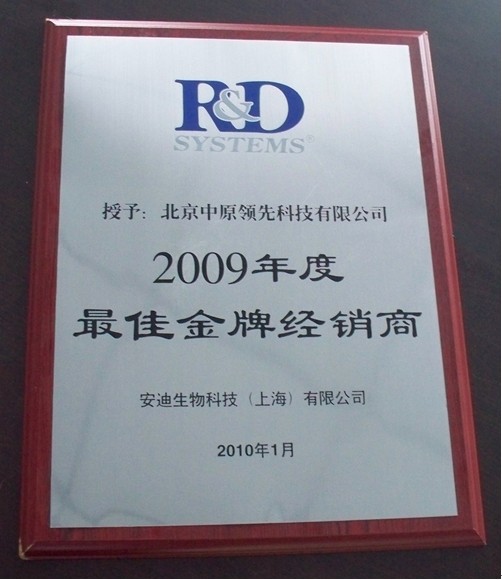 R&D
SYSTEMS®
授予：北京中原领先科技有限公司
2009年度
最佳金牌经销商
安迪生物科技（上海）有限公司
2010年1月